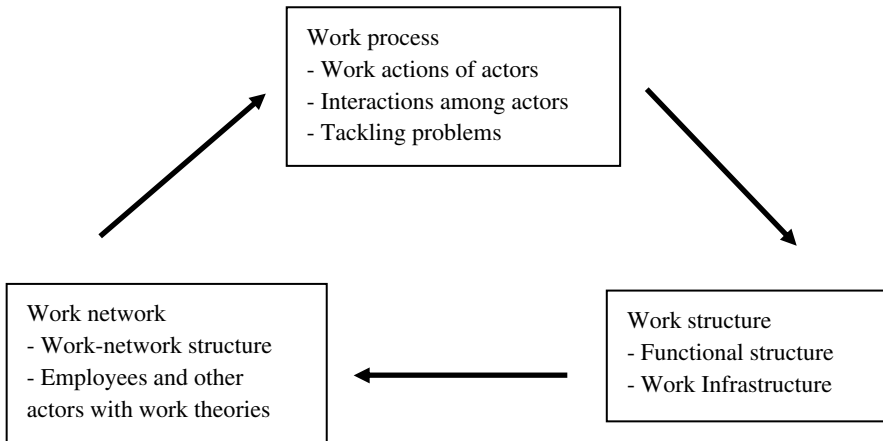 Work process
- Work actions of actors
- Interactions among actors
- Tackling problems
Work network
- Work-network structure
- Employees and other
actors with work theories
Work structure
- Functional structure
- Work Infrastructure